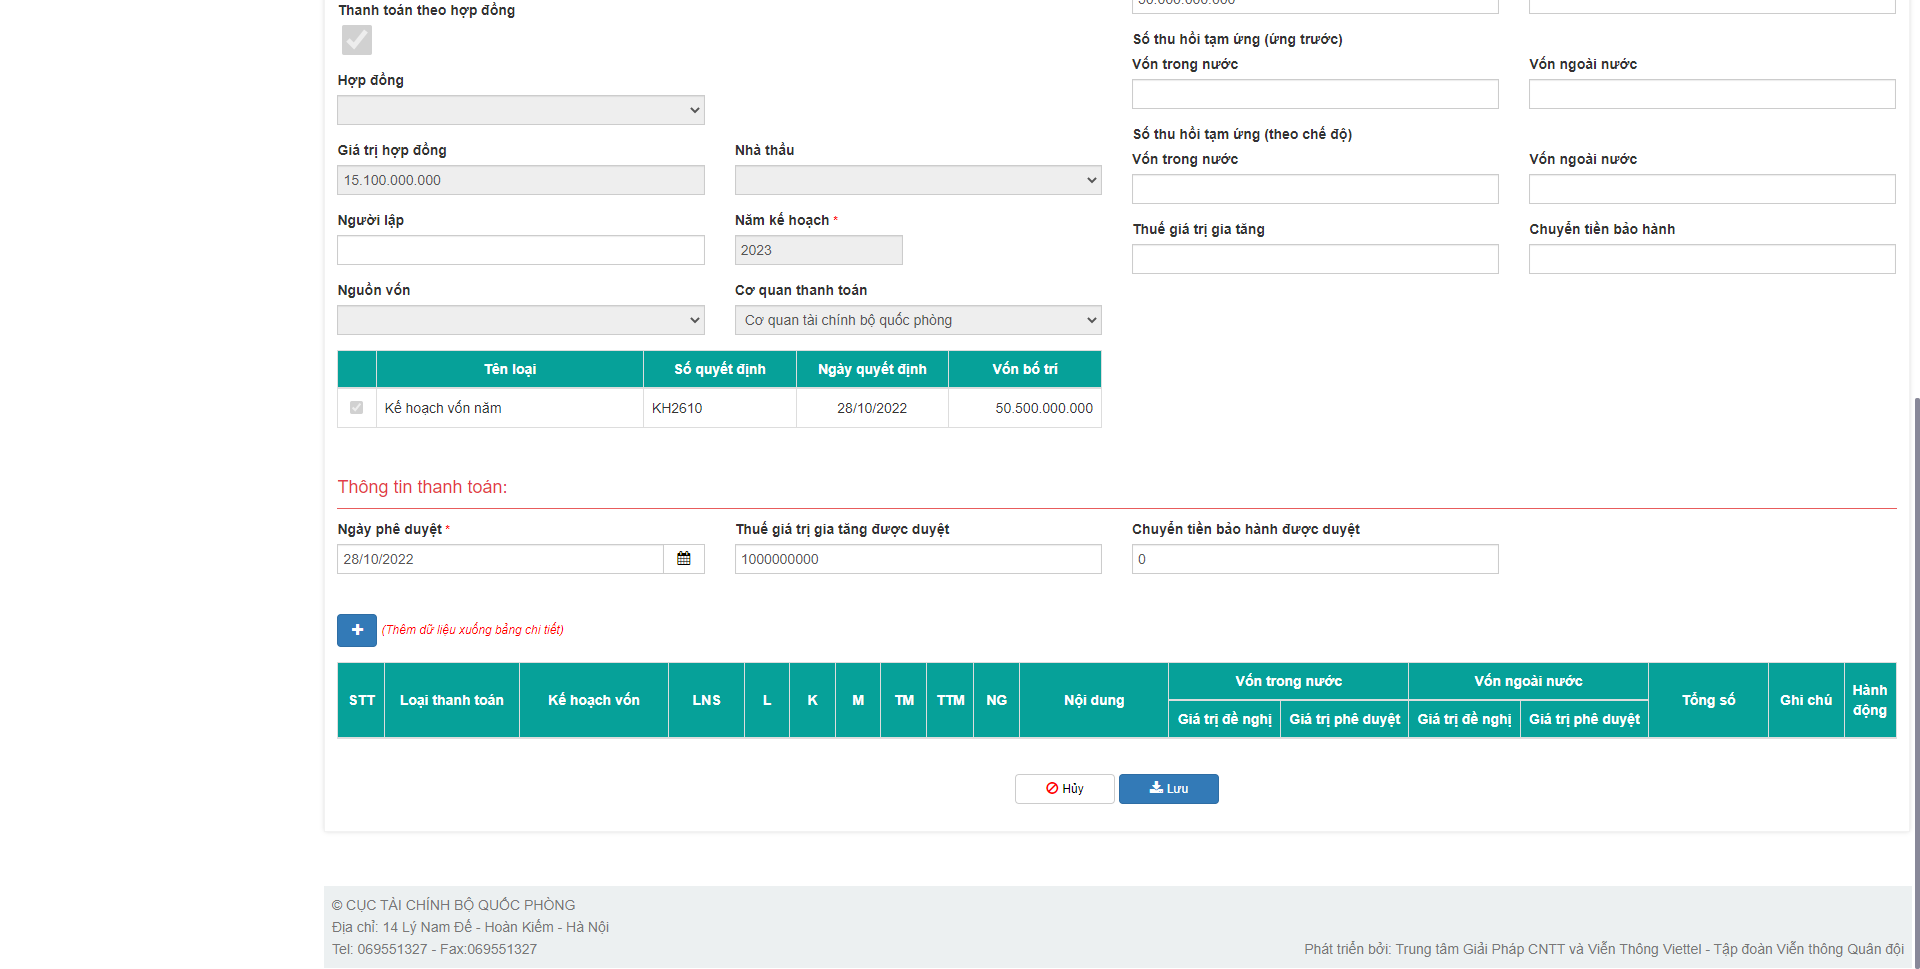 Thanh toán theo hợp đồng
Hợp đồng
Giá trị hợp đồng
Nhà thầu
15.100.000.000
Người lập
Năm kế hoạch *
2023
Nguồn vốn
Cơ quan thanh toán
Cơ quan tài chính bộ quốc phòng
50.000.000.000
Số thu hồi tạm ứng (ứng trước)
Vốn trong nước
Vốn ngoài nước
Số thu hồi tạm ứng (theo chế độ)
Vốn trong nước
Vốn ngoài nước
Thuế giá trị gia tăng
Chuyển tiền bảo hành
Tên loại
Số quyết định
Ngày quyết định
Vốn bố trí
Kế hoạch vốn năm
KH2610
28/10/2022
50.500.000.000
Thông tin thanh toán:
Ngày phê duyệt *
Thuế giá trị gia tăng được duyệt
Chuyển tiền bảo hành được duyệt
28/10/2022
1000000000
0
(Thêm dữ liệu xuống bảng chi tiết)
STT
Loại thanh toán
Kế hoạch vốn
LNS
L
K
M
TM
TTM
NG
Nội dung
Vốn trong nước
Giá trị đề nghị
Giá trị phê duyệt
Vốn ngoài nước
Giá trị đề nghị
Giá trị phê duyệt
Tổng số
Ghi chú
Hành
động
Hủy
Lưu
© CỤC TÀI CHÍNH BỘ QUỐC PHÒNG
Địa chỉ: 14 Lý Nam Đế - Hoàn Kiếm - Hà Nội
Tel: 069551327 - Fax:069551327
Phát triển bởi: Trung tâm Giải Pháp CNTT và Viễn Thông Viettel - Tập đoàn Viễn thông Quân đội